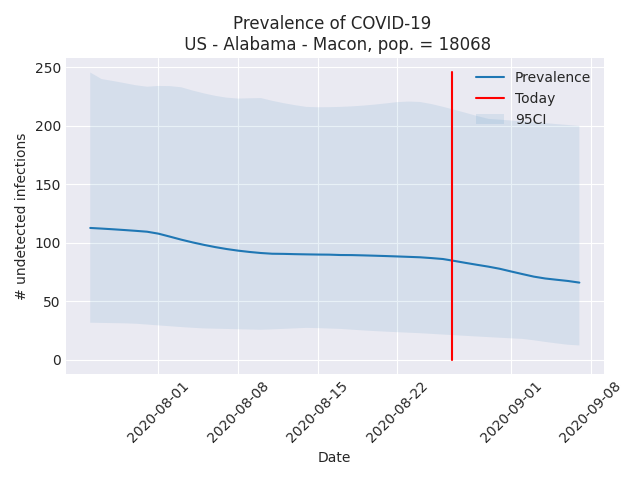 Prevalence of COVID-19
US - Alabama - Macon, pop. = 18068
250
200
150
100
50
0
# undetected infections
Prevalence
Today
95CI
2020-08-01
2020-08-08
2020-08-15
2020-08-22
2020-09-01
2020-09-08
Date